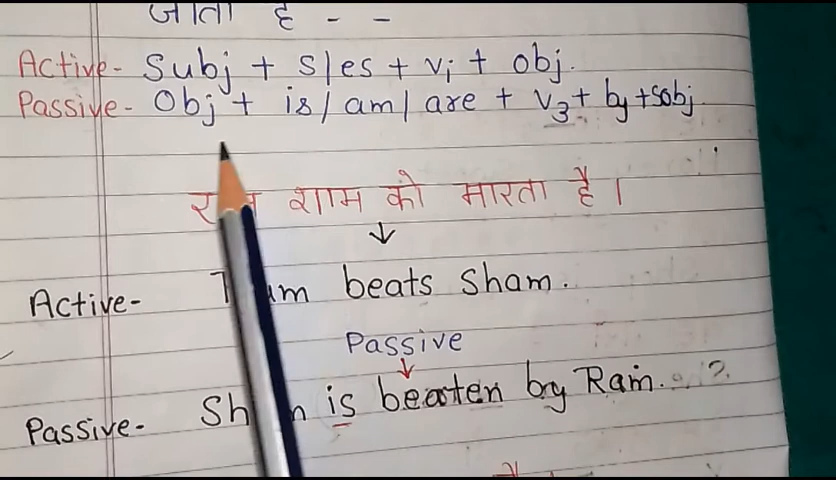 जाता है - -
Active- Subj + s/es + v₁ + obj.
Passive- Obj + is/am/are + v₃ + by + sobj
शाम को मारता है।
↓
Active- beats Sham.
Passive
↓
Passive- is beaten by Ram.